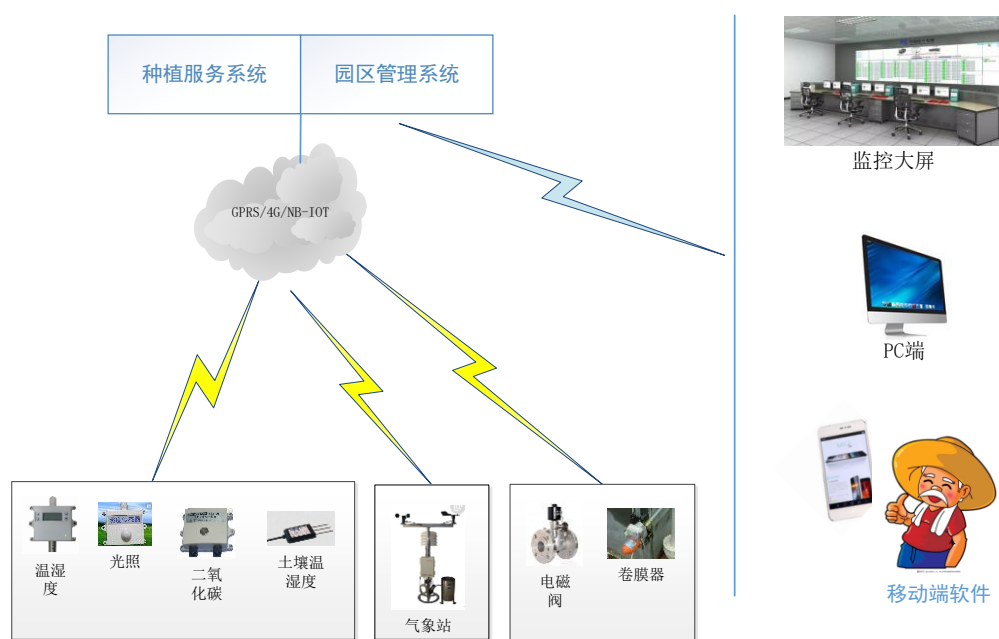 种植服务系统
园区管理系统
GPRS/4G/NB-IOT
监控大屏
PC端
移动端软件
温湿
度
光照
二氧
化碳
土壤温
湿度
气象站
电磁
阀
卷膜器